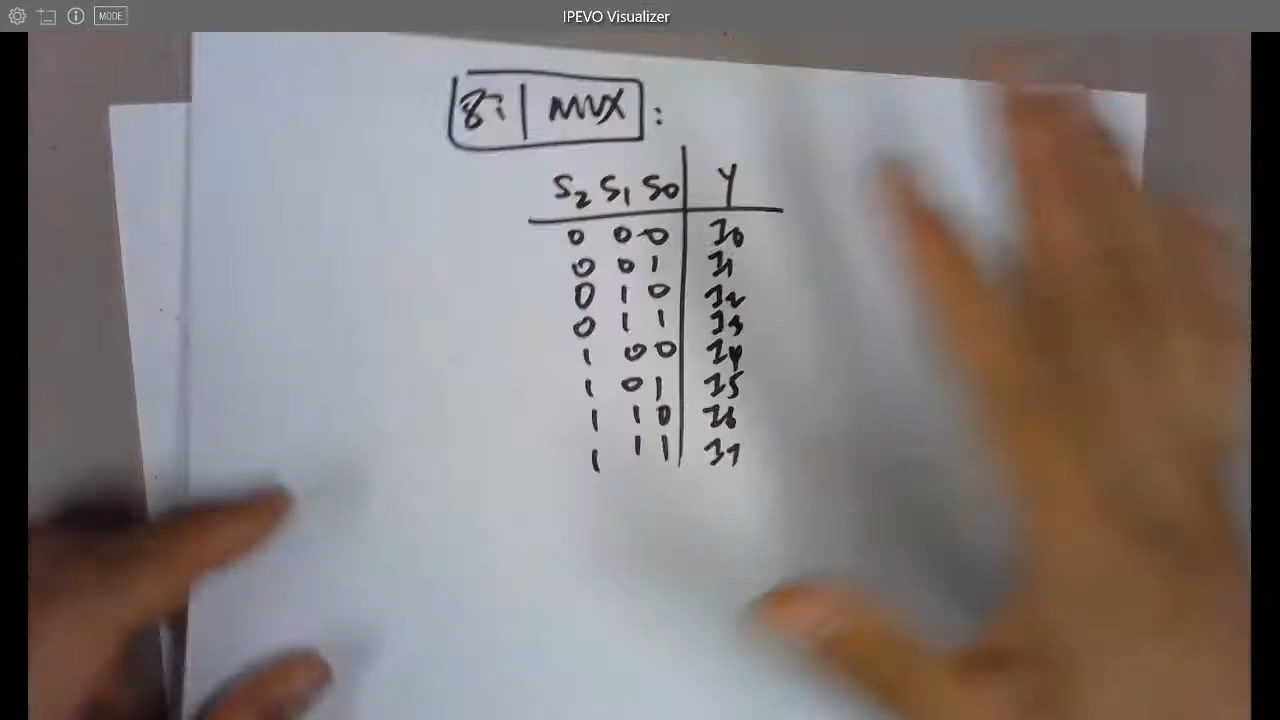 MODE
IPEVO Visualizer
8:1 MUX :
S2 S1 S0 Y
0 0 0 I0
0 0 1 I1
0 1 0 I2
0 1 1 I3
1 0 0 I4
1 0 1 I5
1 1 0 I6
1 1 1 I7